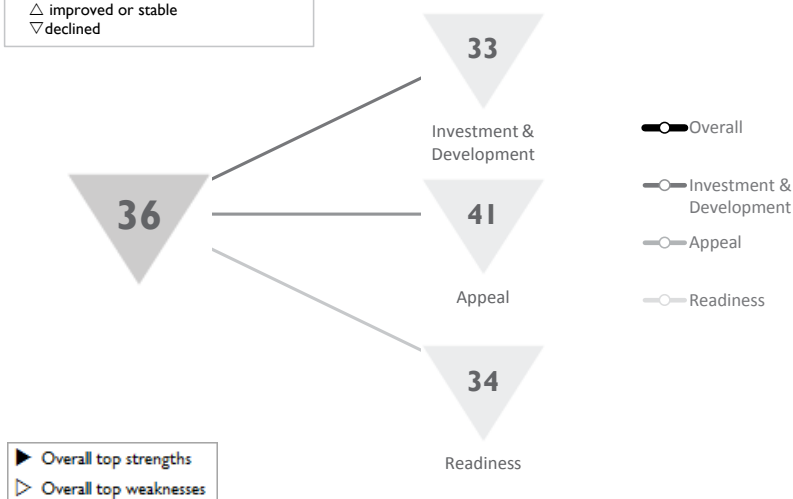 △ improved or stable
▽ declined
33
Investment &
Development
36
41
Appeal
34
Readiness
Overall
Investment &
Development
Appeal
Readiness
▶ Overall top strengths
▷ Overall top weaknesses